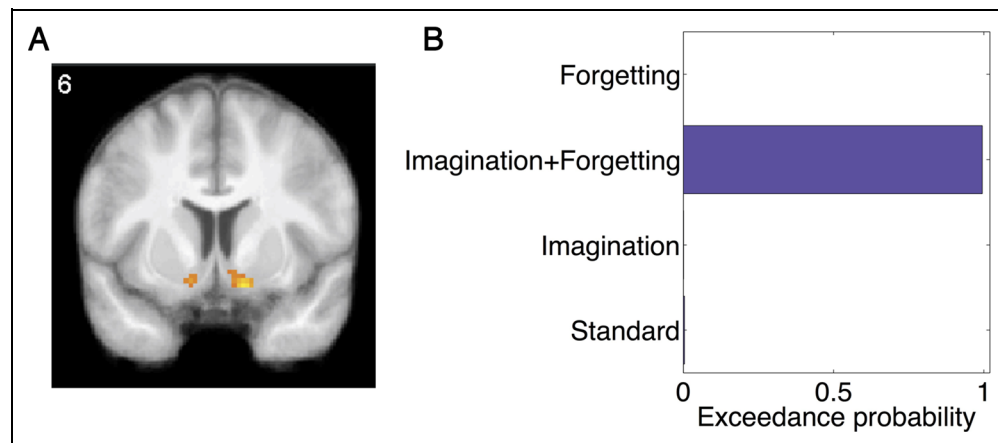 A
6
B
Forgetting
Imagination+Forgetting
Imagination
Standard
0 0.5 1
Exceedance probability